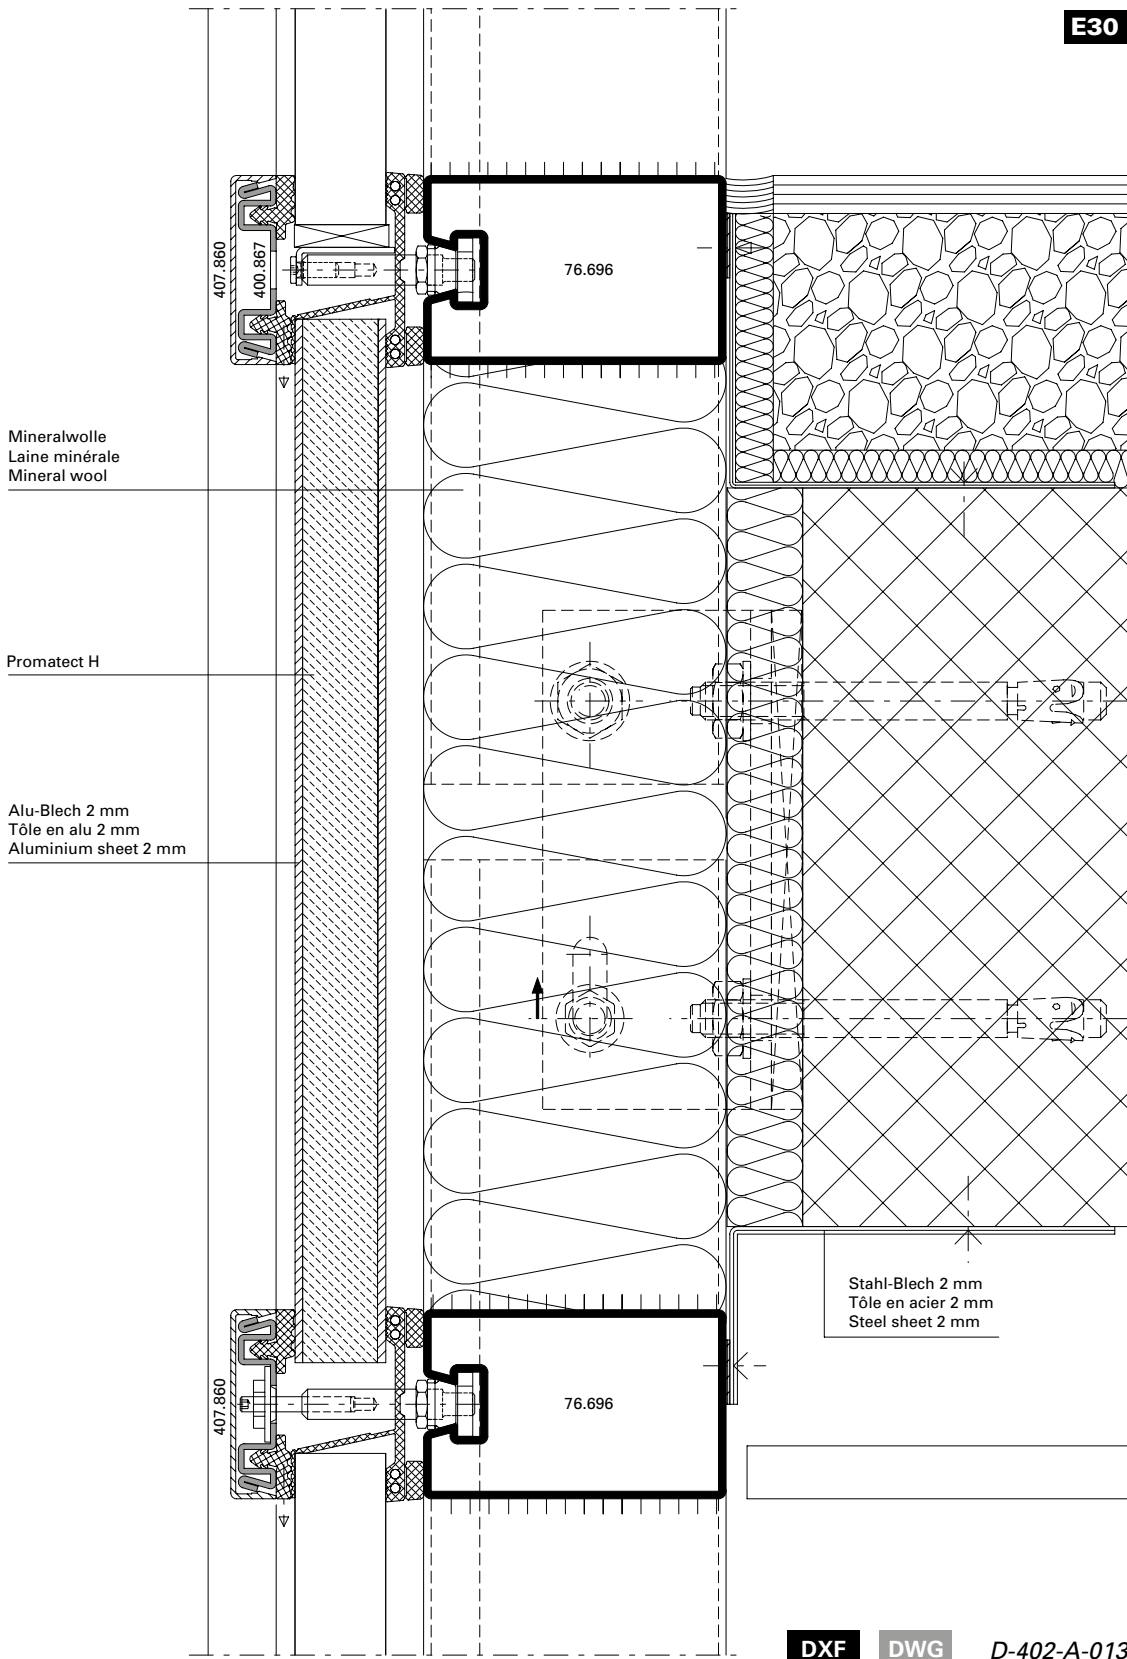 E30
407.860
400.867
76.696
Mineralwolle
Laine minérale
Mineral wool
Promatect H
Alu-Blech 2 mm
Tôle en alu 2 mm
Aluminium sheet 2 mm
Stahl-Blech 2 mm
Tôle en acier 2 mm
Steel sheet 2 mm
407.860
76.696
DXF
DWG
D-402-A-013